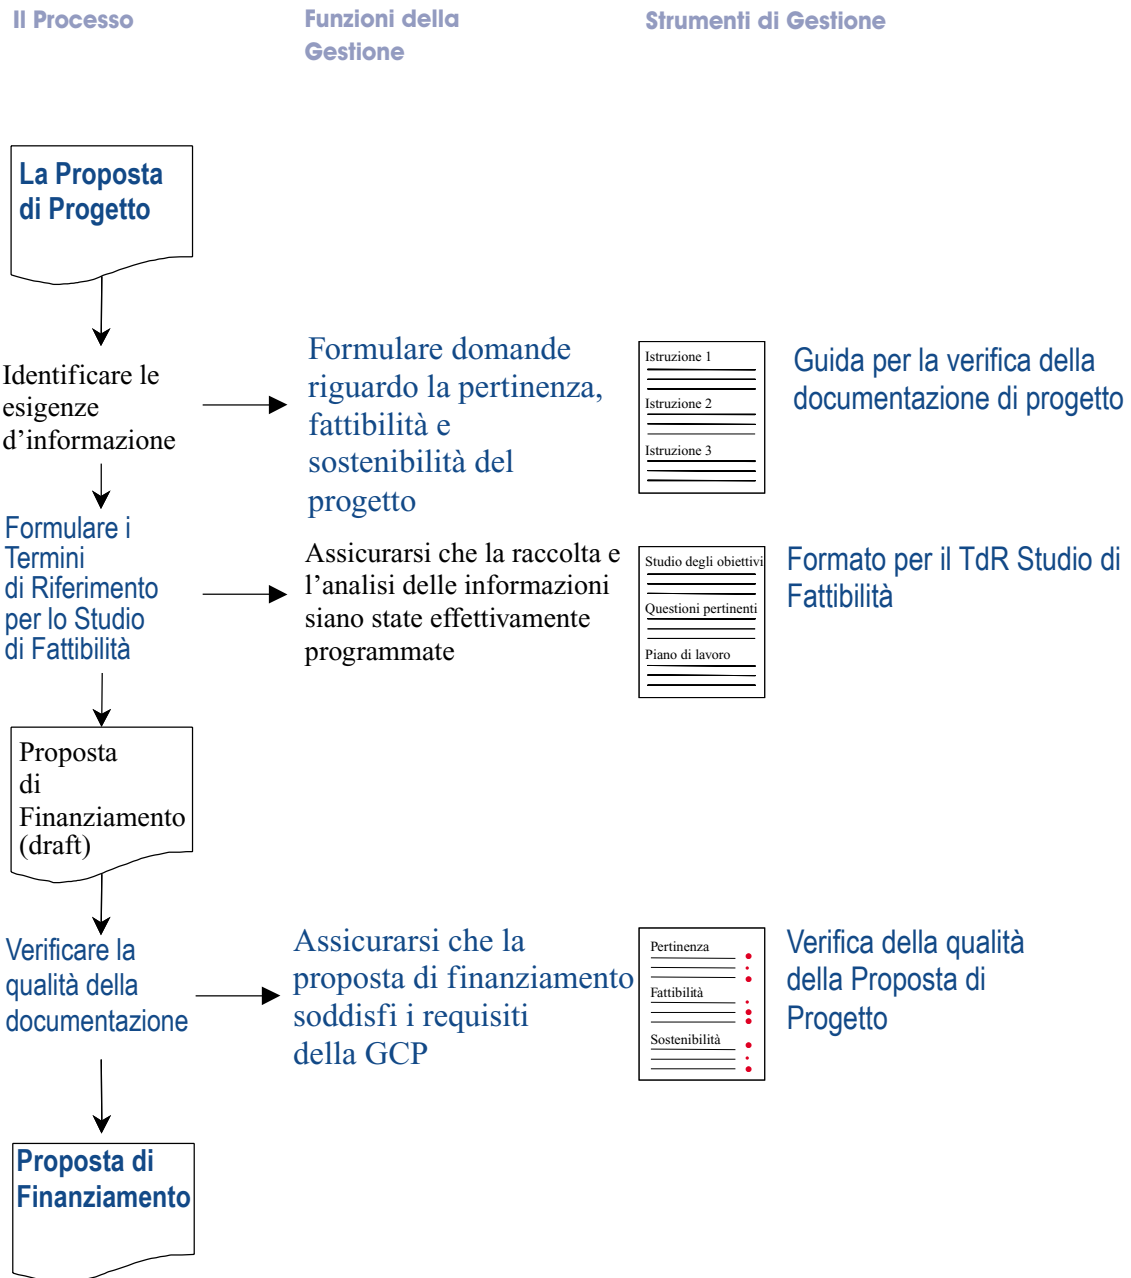 Il Processo
Funzioni della
Gestione
Strumenti di Gestione
La Proposta
di Progetto
Identificare le
esigenze
d’informazione
Formulare domande
riguardo la pertinenza,
fattibilità e
sostenibilità del
progetto
Istruzione 1
Istruzione 2
Istruzione 3
Guida per la verifica della
documentazione di progetto
Formulare i
Termini
di Riferimento
per lo Studio
di Fattibilità
Assicurarsi che la raccolta e
l’analisi delle informazioni
siano state effettivamente
programmate
Studio degli obiettivi
Questioni pertinenti
Piano di lavoro
Formato per il TdR Studio di
Fattibilità
Proposta
di
Finanziamento
(draft)
Verificare la
qualità della
documentazione
Assicurarsi che la
proposta di finanziamento
soddisfi i requisiti
della GCP
Pertinenza
Fattibilità
Sostenibilità
Verifica della qualità
della Proposta di
Progetto
Proposta di
Finanziamento